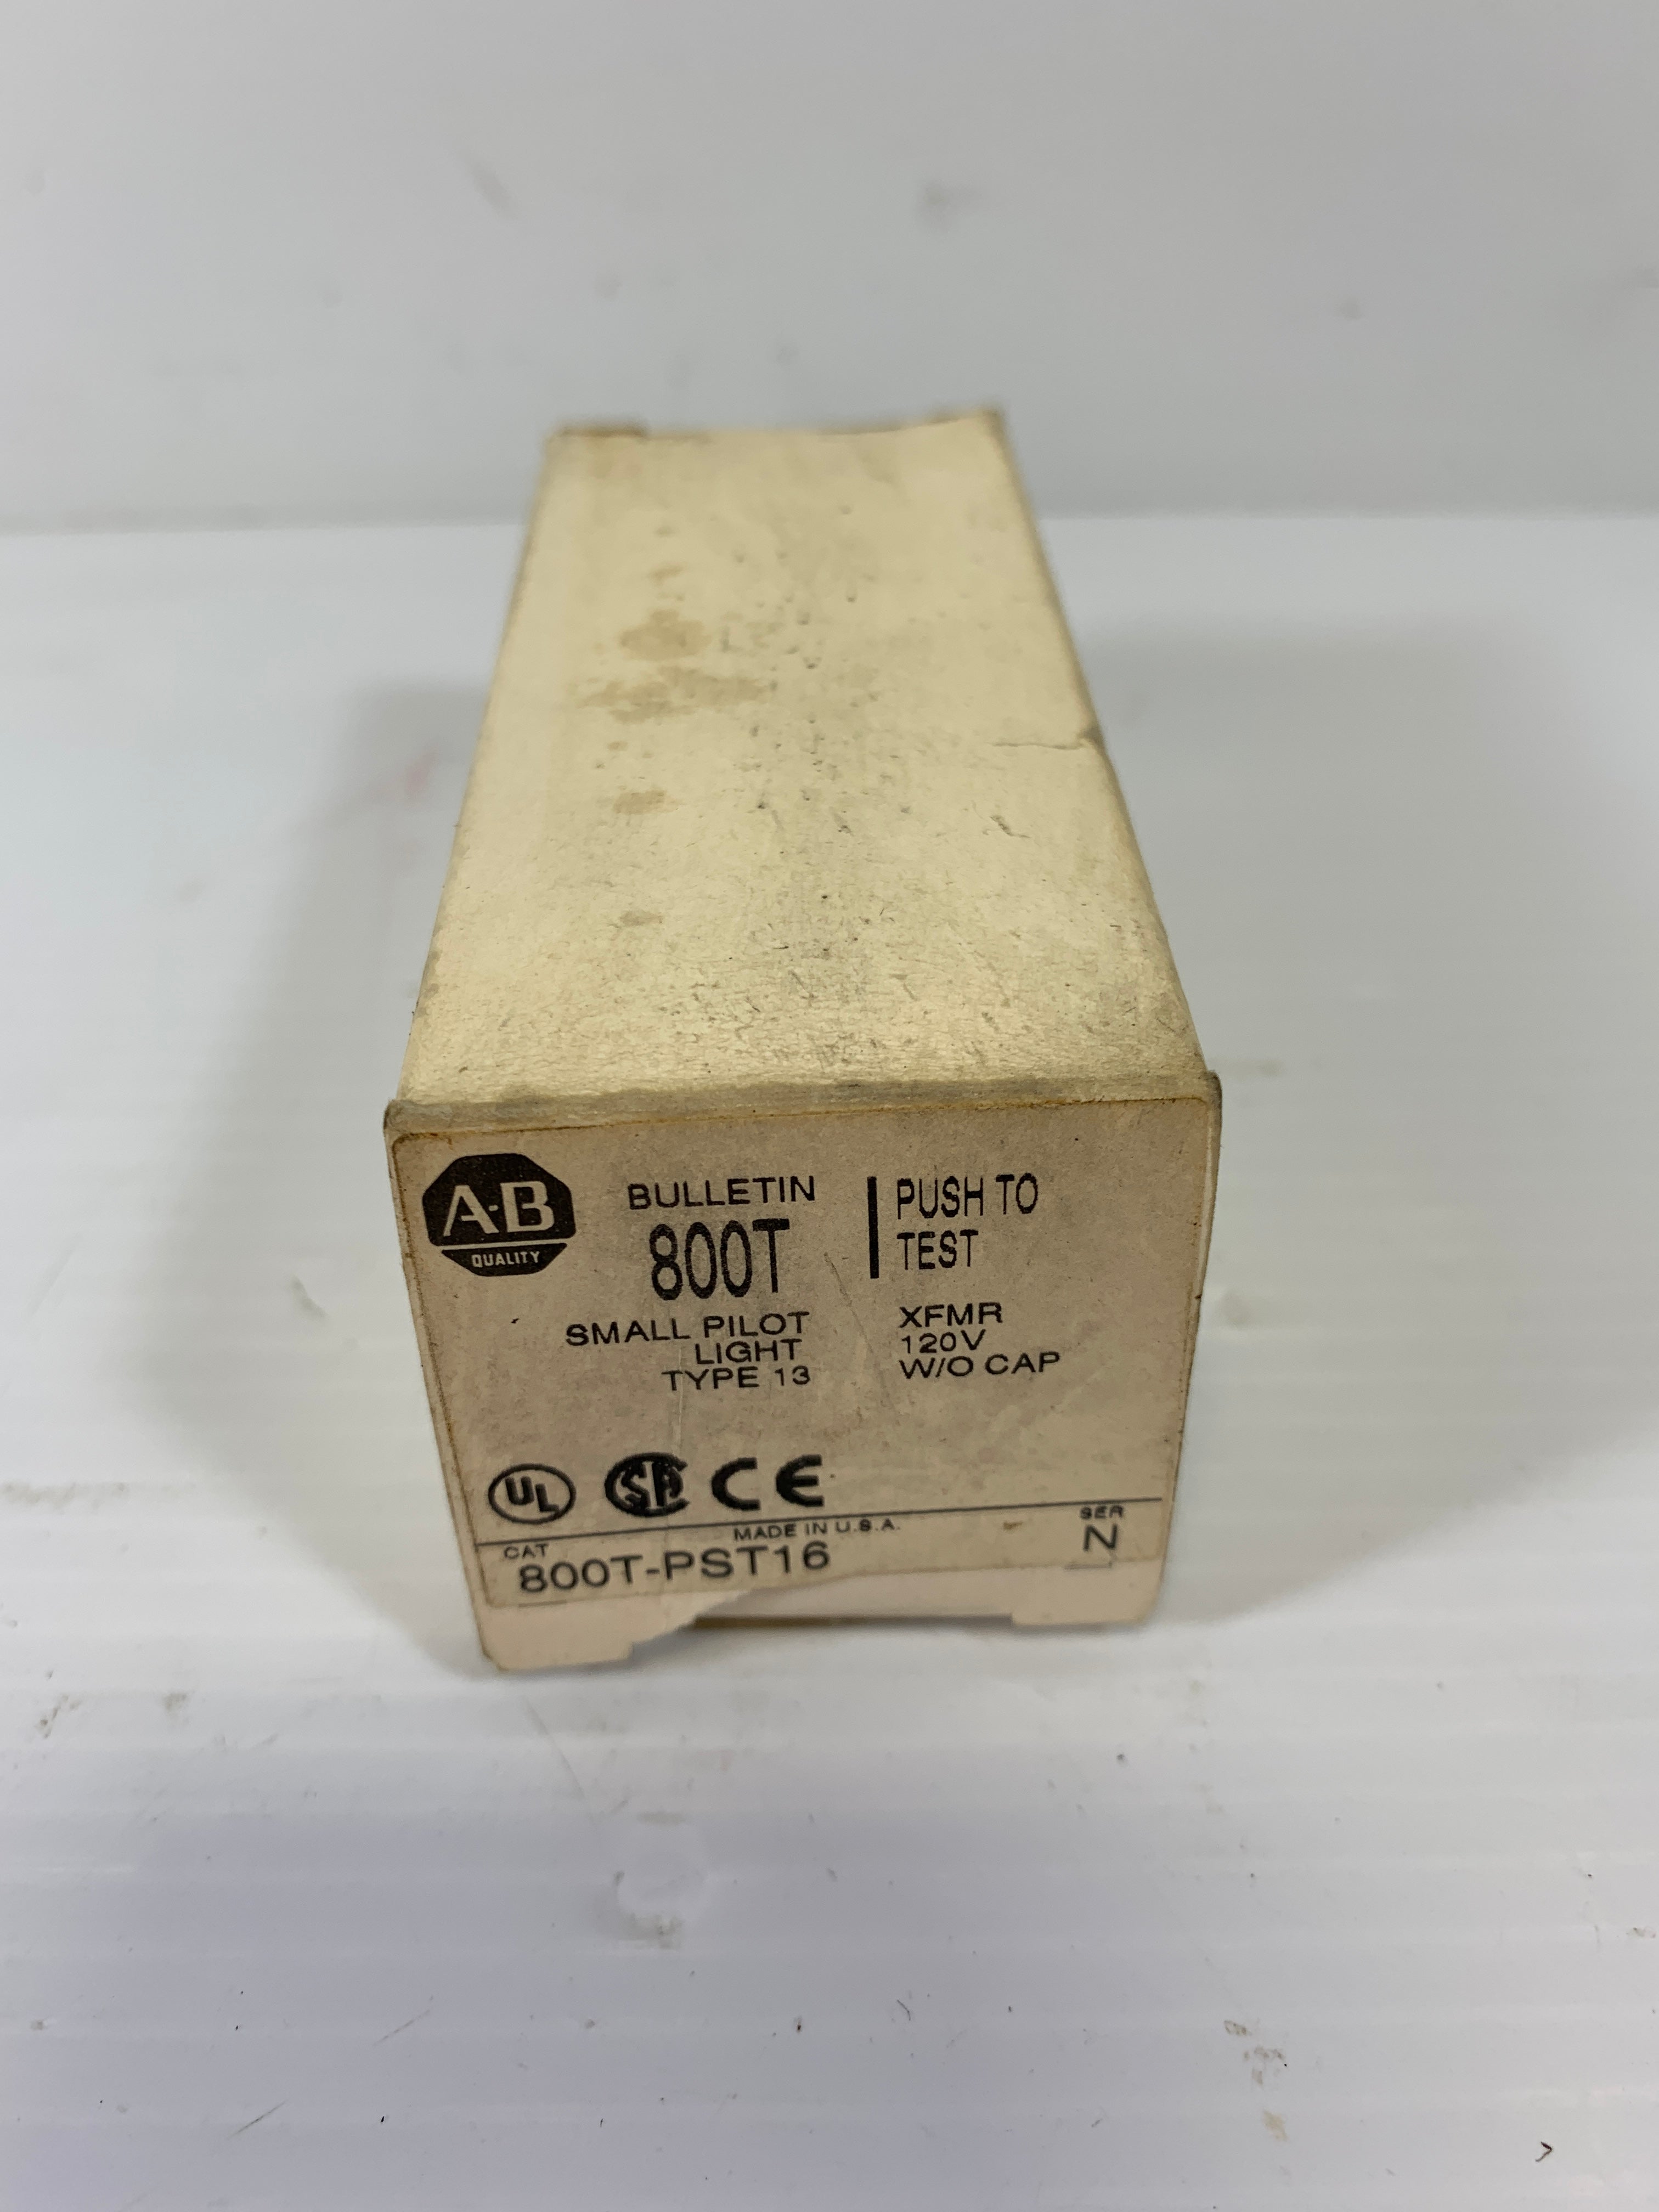 A-B
QUALITY
BULLETIN
800T
SMALL PILOT
LIGHT
TYPE 13
PUSH TO
TEST
XFMR
120V
W/O CAP
UL
SA
CE
MADE IN U.S.A.
CAT
800T-PST16
SER
N